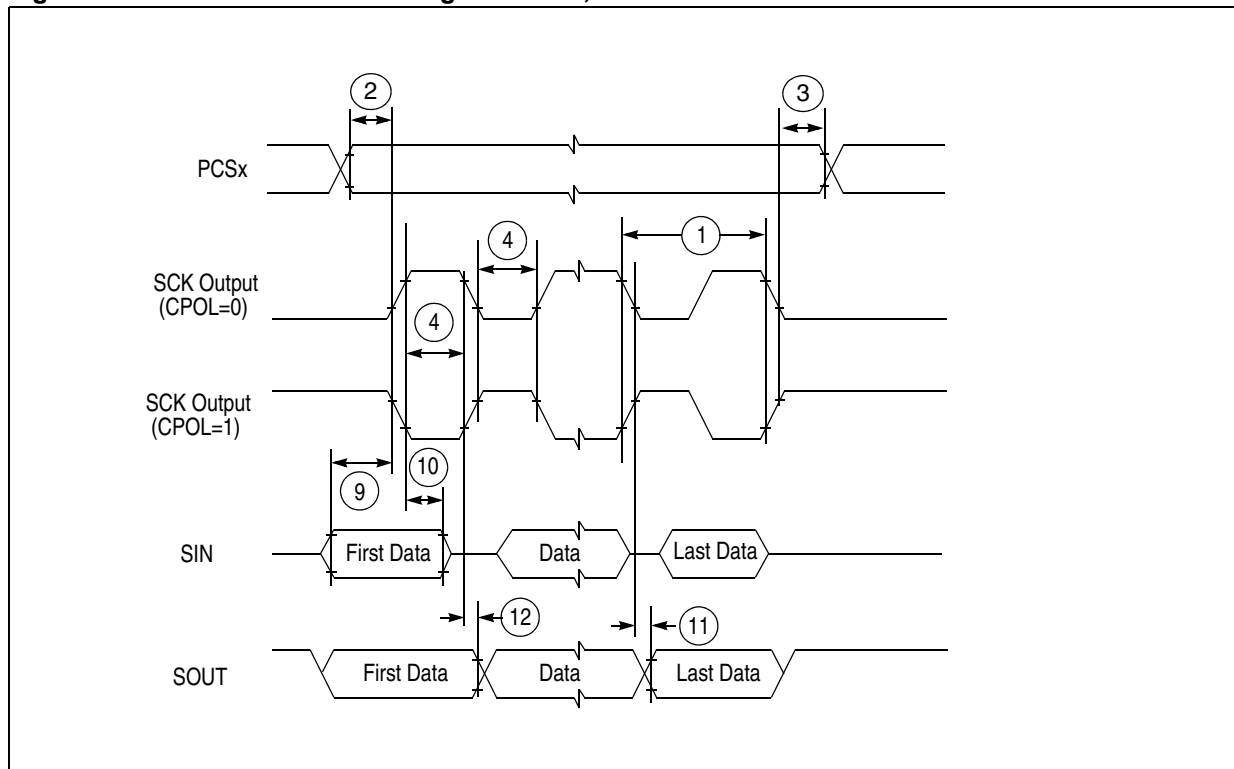 2
3
PCSx
4
1
SCK Output
(CPOL=0)
4
SCK Output
(CPOL=1)
10
9
SIN
First Data
Data
Last Data
12
11
SOUT
First Data
Data
Last Data